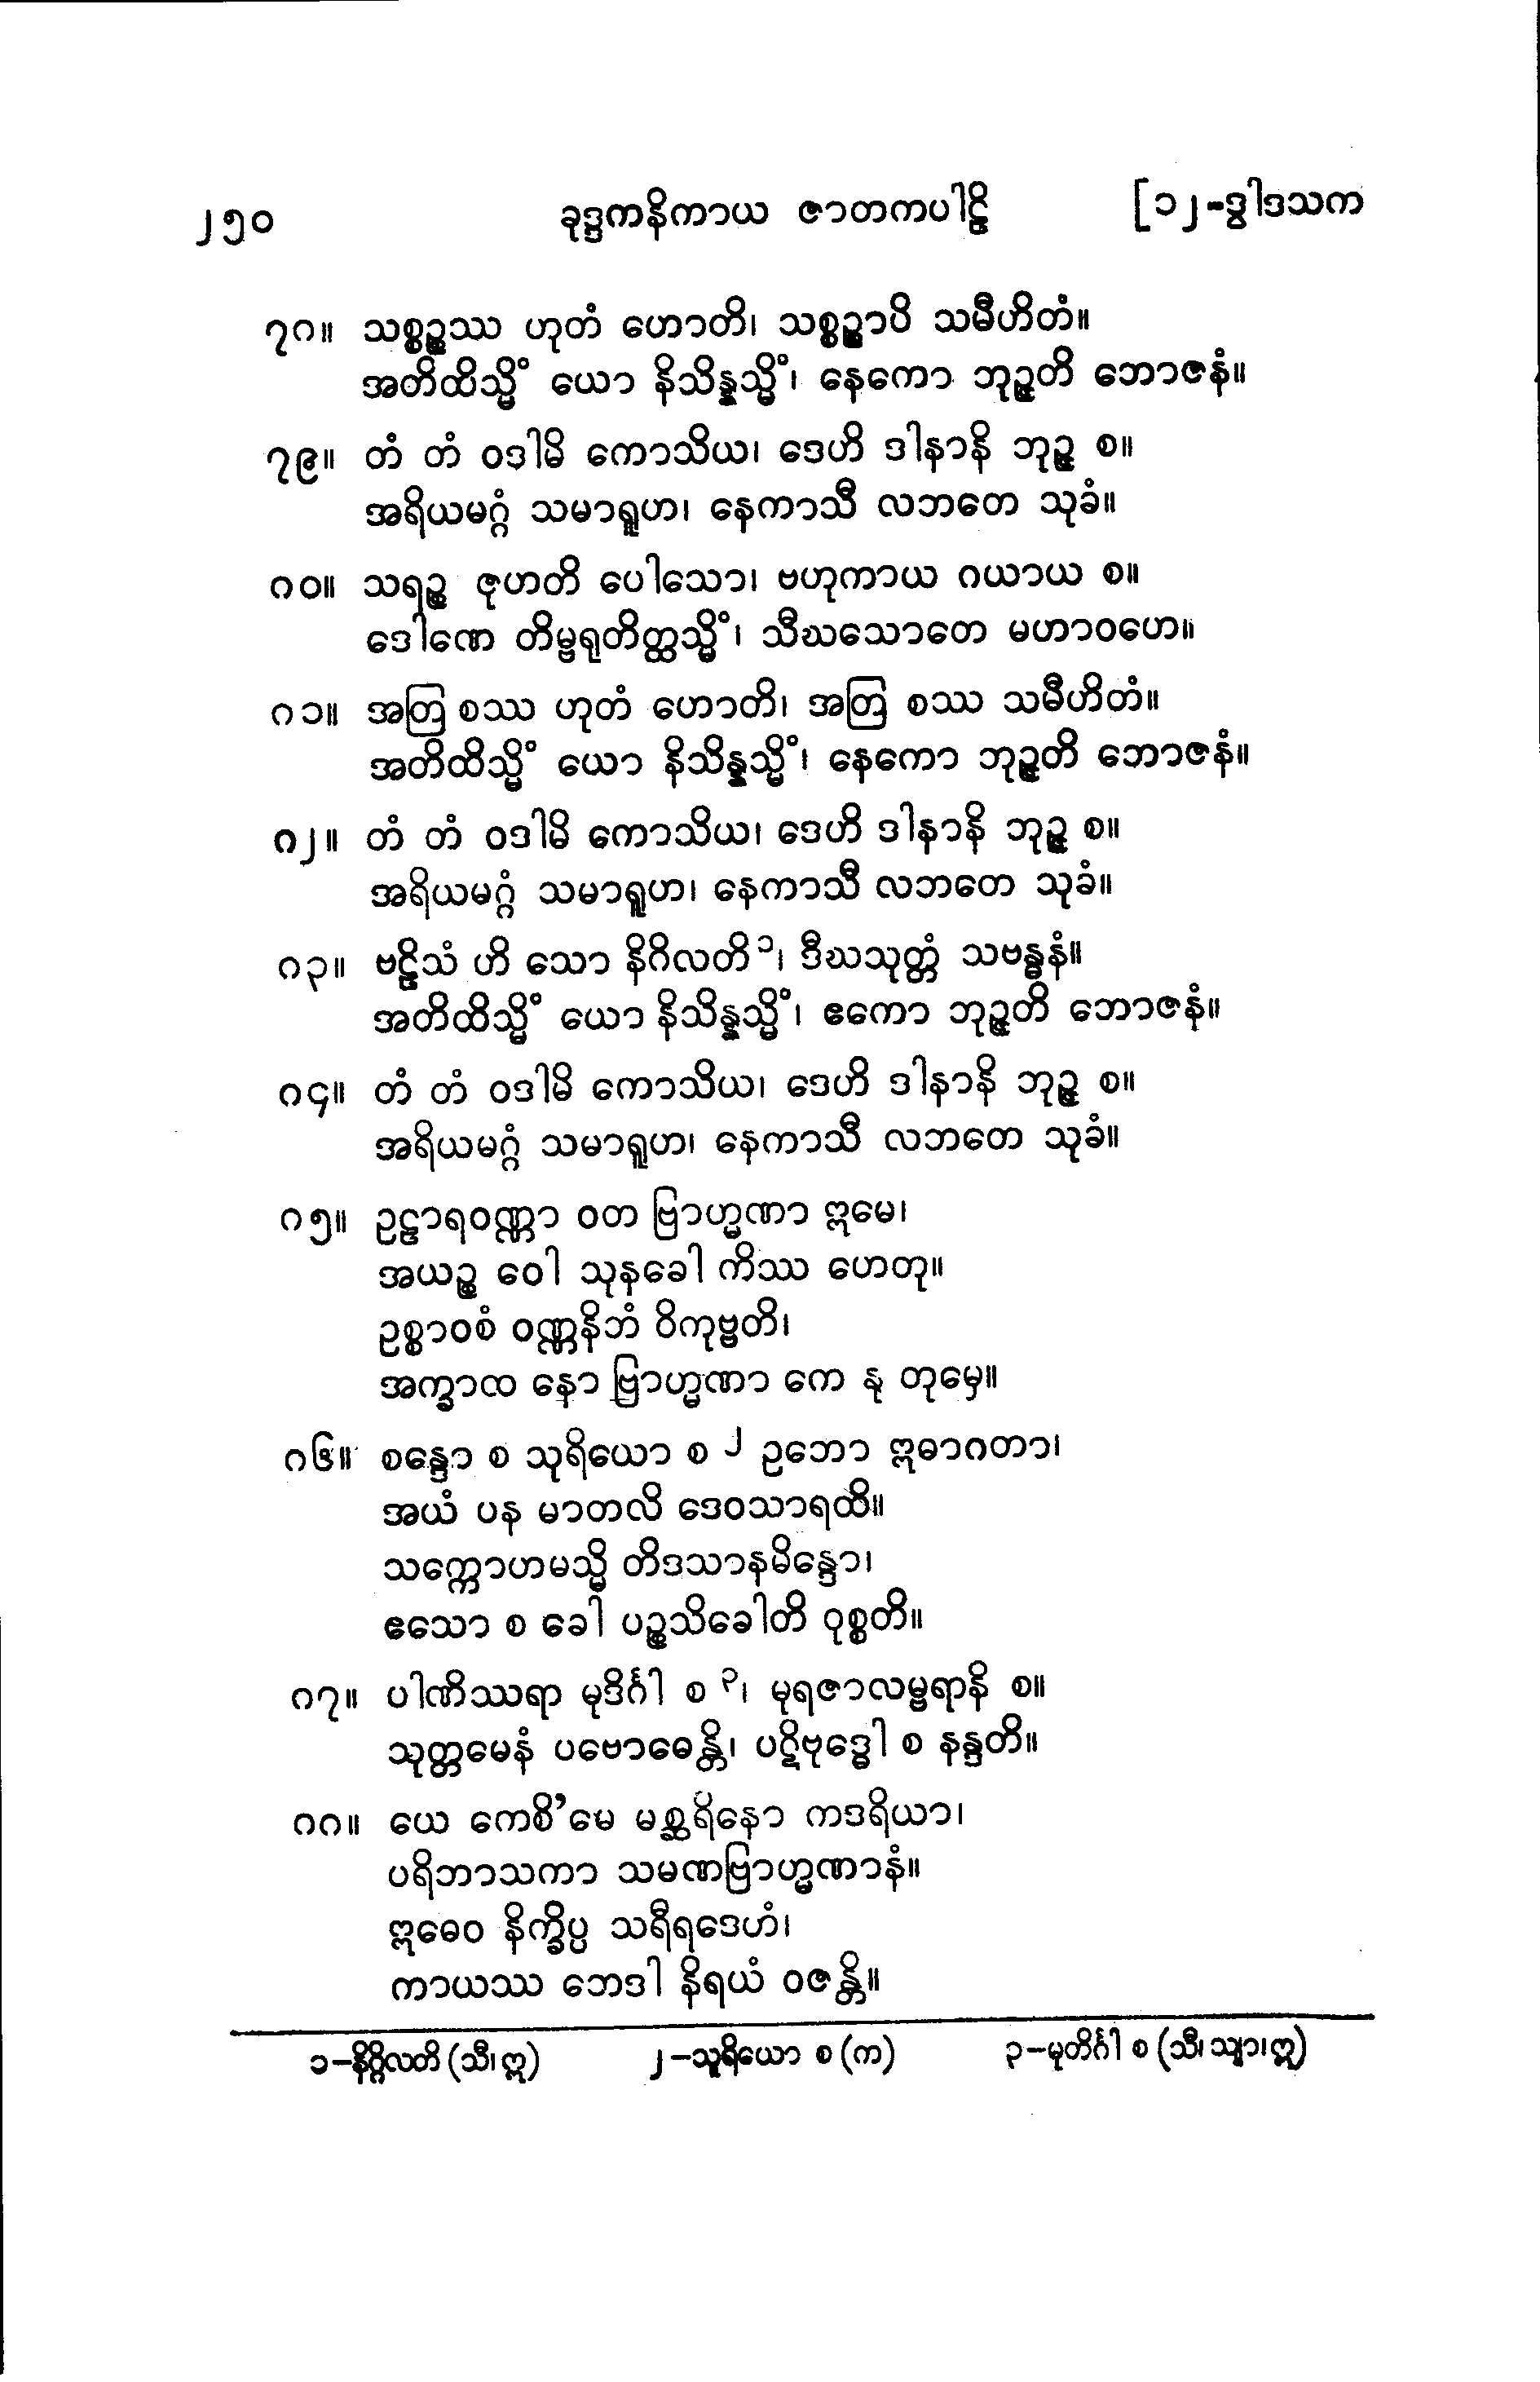 ၂၅၀ ခုဒ္ဒကနိကာယ ဇာတကပါဠိ [၁၂-ဒွါဒသက
၇၈။ သစ္စဉ္စဿ ဟုတံ ဟောတိ၊ သစ္စဉ္စာပိ သမီဟိတံ။
အတိထိသ္မိံ ယော နိသိန္နသ္မိံ၊ နေကော ဘုဉ္ဇတိ ဘောဇနံ။
၇၉။ တံ တံ ဝဒါမိ ကောသိယ၊ ဒေဟိ ဒါနာနိ ဘုဉ္ဇ စ။
အရိယမဂ္ဂံ သမာရူဟ၊ နေကာသီ လဘတေ သုခံ။
၈၀။ သရဉ္စ ဇုဟတိ ပေါသော၊ ဗဟုကာယ ဂယာယ စ။
ဒေါဏေ တိမ္ဗရုတိတ္ထသ္မိံ၊ သီဃသောတေ မဟာဝဟေ။
၈၁။ အတြ စဿ ဟုတံ ဟောတိ၊ အတြ စဿ သမီဟိတံ။
အတိထိသ္မိံ ယော နိသိန္နသ္မိံ၊ နေကော ဘုဉ္ဇတိ ဘောဇနံ။
၈၂။ တံ တံ ဝဒါမိ ကောသိယ၊ ဒေဟိ ဒါနာနိ ဘုဉ္ဇ စ။
အရိယမဂ္ဂံ သမာရူဟ၊ နေကာသီ လဘတေ သုခံ။
၈၃။ ဗဠိသံ ဟိ သော နိဂိလတိ ၁၊ ဒီဃသုတ္တံ သဗန္ဓနံ။
အတိထိသ္မိံ ယော နိသိန္နသ္မိံ၊ ဧကော ဘုဉ္ဇတိ ဘောဇနံ။
၈၄။ တံ တံ ဝဒါမိ ကောသိယ၊ ဒေဟိ ဒါနာနိ ဘုဉ္ဇ စ။
အရိယမဂ္ဂံ သမာရူဟ၊ နေကာသီ လဘတေ သုခံ။
၈၅။ ဥဠာရဝဏ္ဏာ ဝတ ဗြာဟ္မဏာ ဣမေ၊
အယဉ္စ ဝေါ သုနခေါ ကိဿ ဟေတု။
ဥစ္စာဝစံ ဝဏ္ဏနိဘံ ဝိကုဗ္ဗတိ၊
အက္ခာထ နော ဗြာဟ္မဏာ ကေ နု တုမှေ။
၈၆။ စန္ဒော စ သုရိယော စ ၂ ဥဘော ဣဓာဂတာ၊
အယံ ပန မာတလိ ဒေဝသာရထိ။
သက္ကောဟမသ္မိ တိဒသာနမိန္ဒော၊
ဧသော စ ခေါ ပဉ္စသိခေါတိ ဝုစ္စတိ။
၈၇။ ပါဏိဿရာ မုဒိင်္ဂါ စ ၃၊ မုရဇာလမ္ဗရာနိ စ။
သုတ္တမေနံ ပဗောဓေန္တိ၊ ပဋိဗုဒ္ဓေါ စ နန္ဒတိ။
၈၈။ ယေ ကေစိ’မေ မစ္ဆရိနော ကဒရိယာ၊
ပရိဘာသကာ သမဏဗြာဟ္မဏာနံ။
ဣဓေဝ နိက္ခိပ္ပ သရီရဒေဟံ၊
ကာယဿ ဘေဒါ နိရယံ ဝဇန္တိ။
၁-နိဂ္ဂိလတိ (သီ၊ဣ) ၂-သူရိယော စ (က) ၃-မုတိင်္ဂါ စ (သီ၊ သျာ၊ဣ)